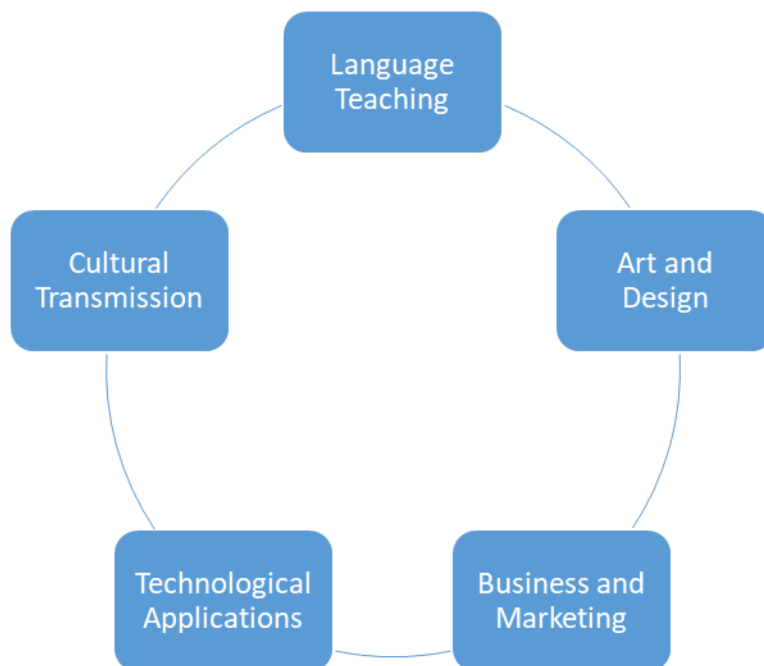 Language
Teaching
Art and
Design
Business and
Marketing
Technological
Applications
Cultural
Transmission